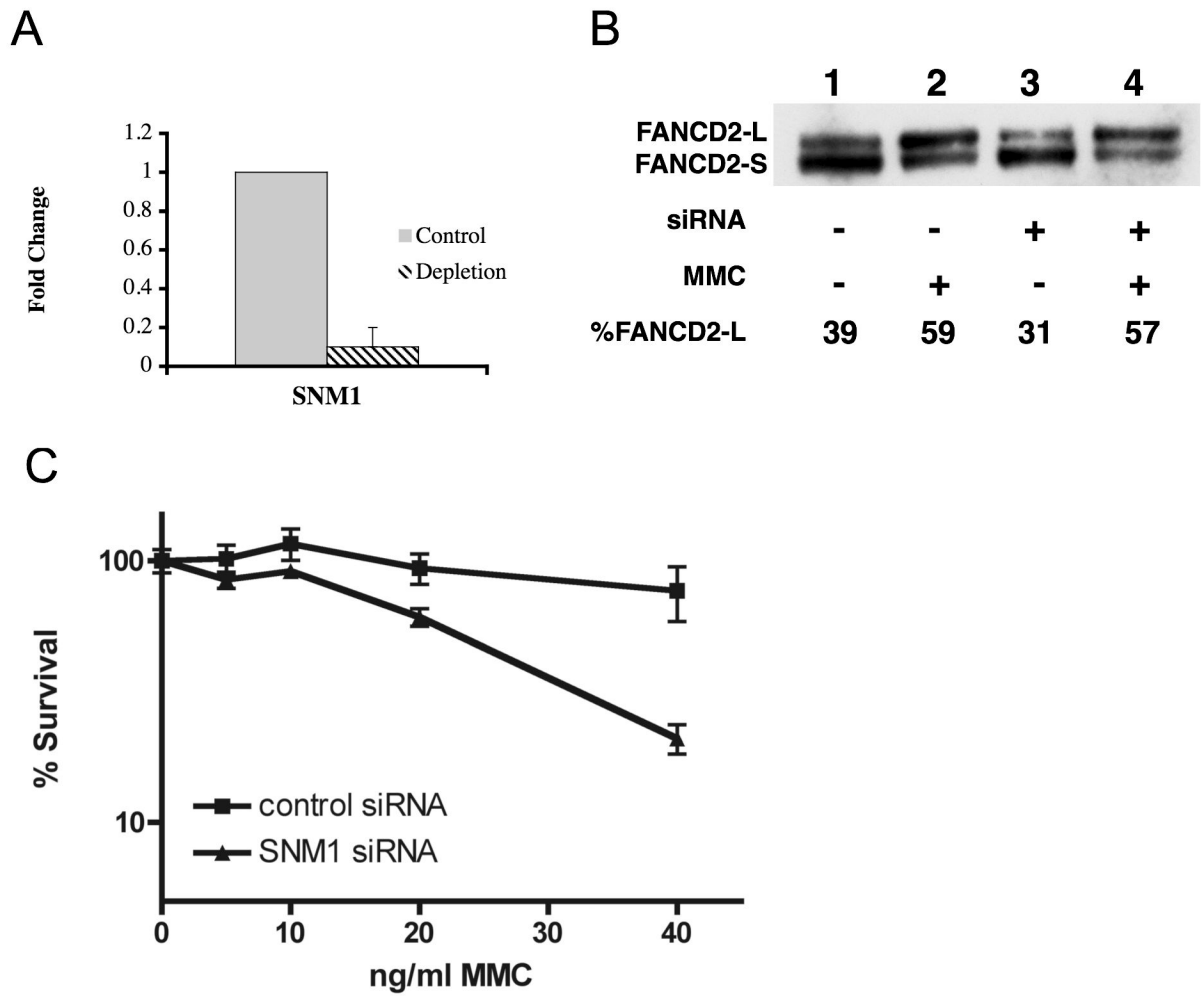 A
1.2
1
0.8
0.6
0.4
0.2
0
Fold Change
Control
Depletion
SNM1
B
1 2 3 4
FANCD2-L
FANCD2-S
siRNA - - + +
MMC - + - +
%FANCD2-L 39 59 31 57
C
100
10
% Survival
control siRNA
SNM1 siRNA
0 10 20 30 40
ng/ml MMC